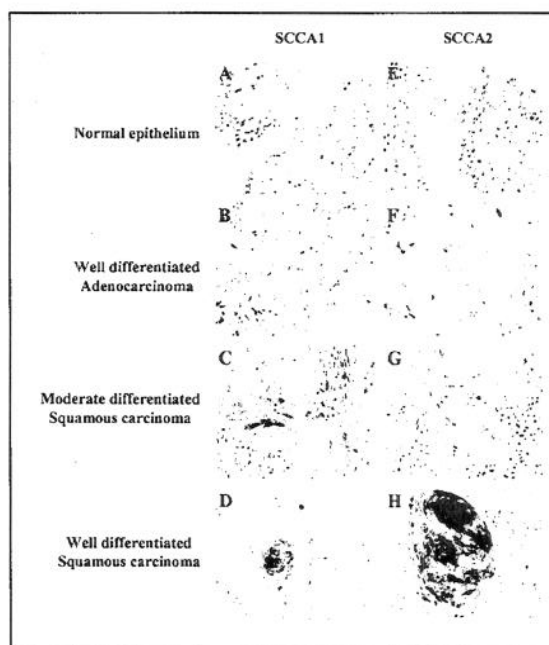 SCCA1 SCCA2
A E
Normal epithelium
B F
Well differentiated
Adenocarcinoma
C G
Moderate differentiated
Squamous carcinoma
D H
Well differentiated
Squamous carcinoma